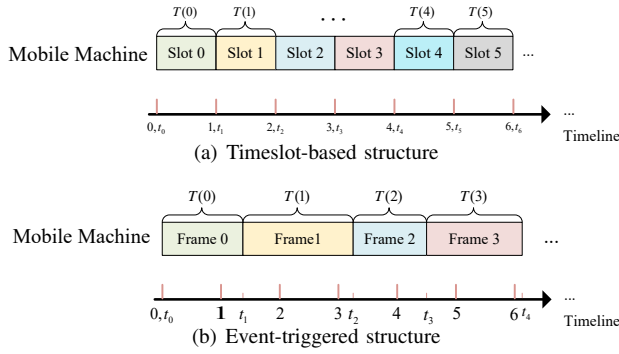 T(0) T(1) ... T(4) T(5)
Mobile Machine Slot 0 Slot 1 Slot 2 Slot 3 Slot 4 Slot 5 ...
...
0, t₀ 1, t₁ 2, t₂ 3, t₃ 4, t₄ 5, t₅ 6, t₆ Timeline
(a) Timeslot-based structure
T(0) T(1) T(2) T(3)
Mobile Machine Frame 0 Frame1 Frame 2 Frame 3 ...
...
0, t₀ 1 t₁ 2 3 t₂ 4 t₃ 5 6 t₄ Timeline
(b) Event-triggered structure